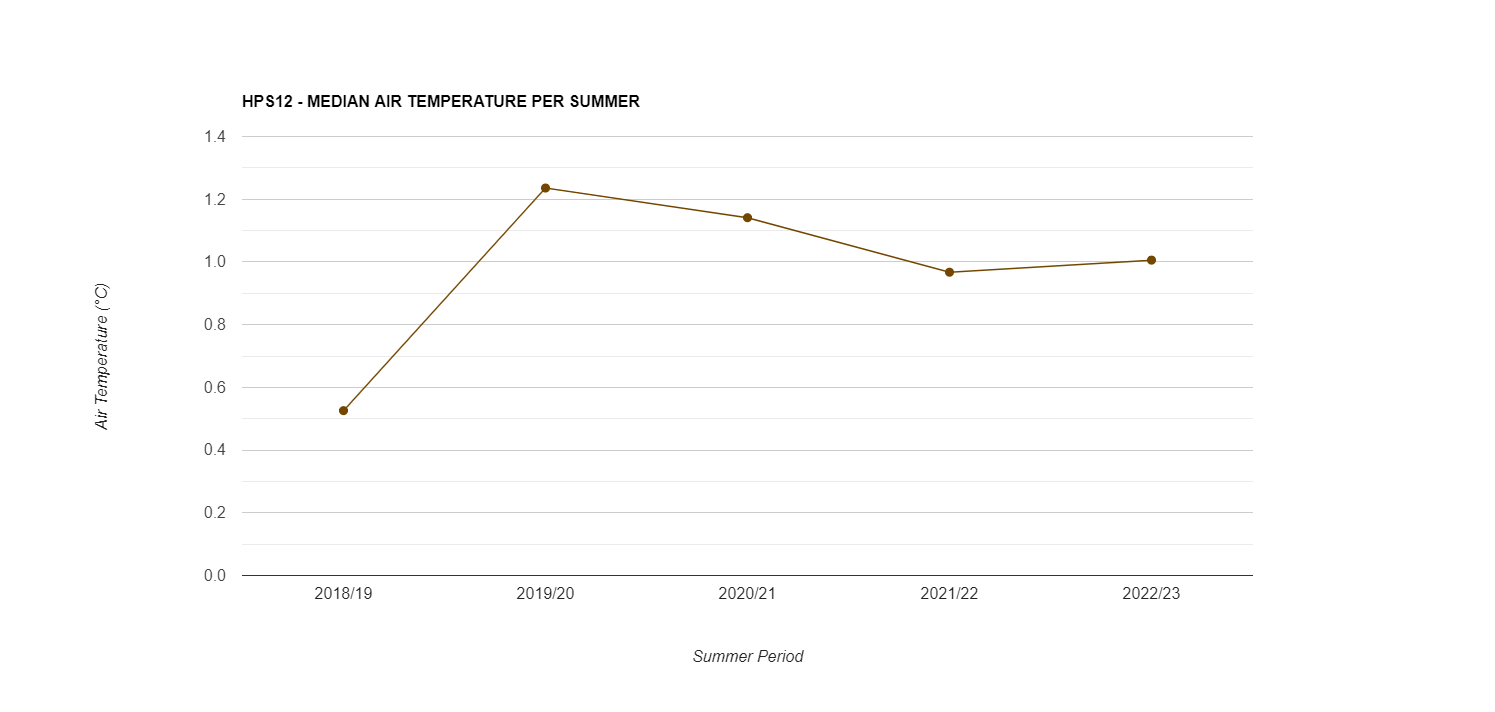 HPS12 - MEDIAN AIR TEMPERATURE PER SUMMER
1.4
1.2
1.0
0.8
0.6
0.4
0.2
0.0
Air Temperature (°C)
2018/19 2019/20 2020/21 2021/22 2022/23
Summer Period